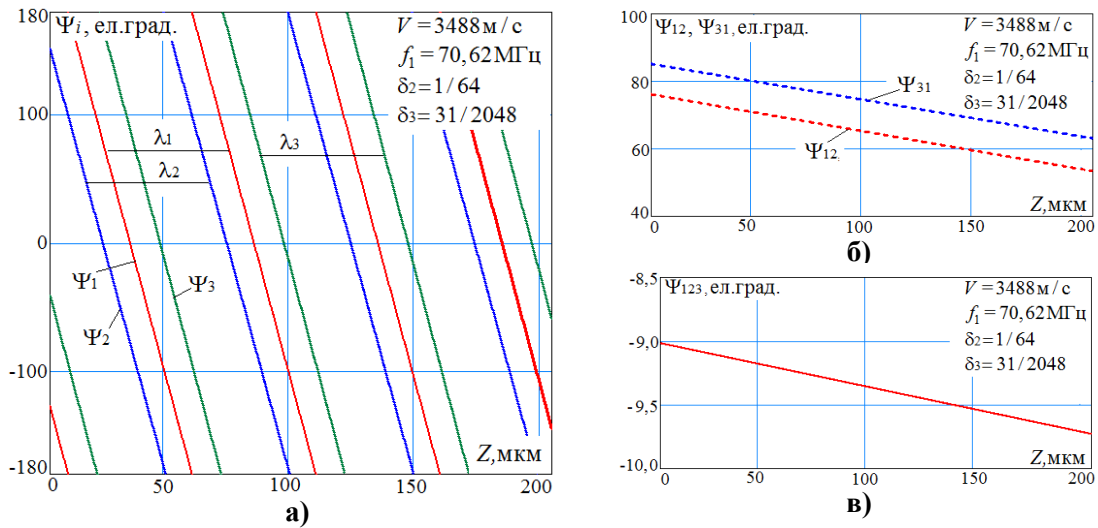 180
Ψi, ел.град.
V = 3488 м / с
f1 = 70, 62 МГц
δ2= 1 / 64
δ3= 31 / 2048
100
λ1
λ3
λ2
0
Ψ1
Ψ3
Ψ2
-100
Z,мкм
-180
0
50
100
150
200
а)
100
Ψ12, Ψ31, ел.град.
V = 3488 м / с
f1 = 70, 62 МГц
δ2= 1 / 64
δ3= 31 / 2048
80
Ψ31
60
Ψ12
Z,мкм
40
0
50
100
150
200
б)
-8,5
Ψ123, ел.град.
V = 3488 м / с
f1 = 70, 62 МГц
δ2= 1 / 64
δ3= 31 / 2048
-9,0
-9,5
Z,мкм
-10,0
0
50
100
150
200
в)